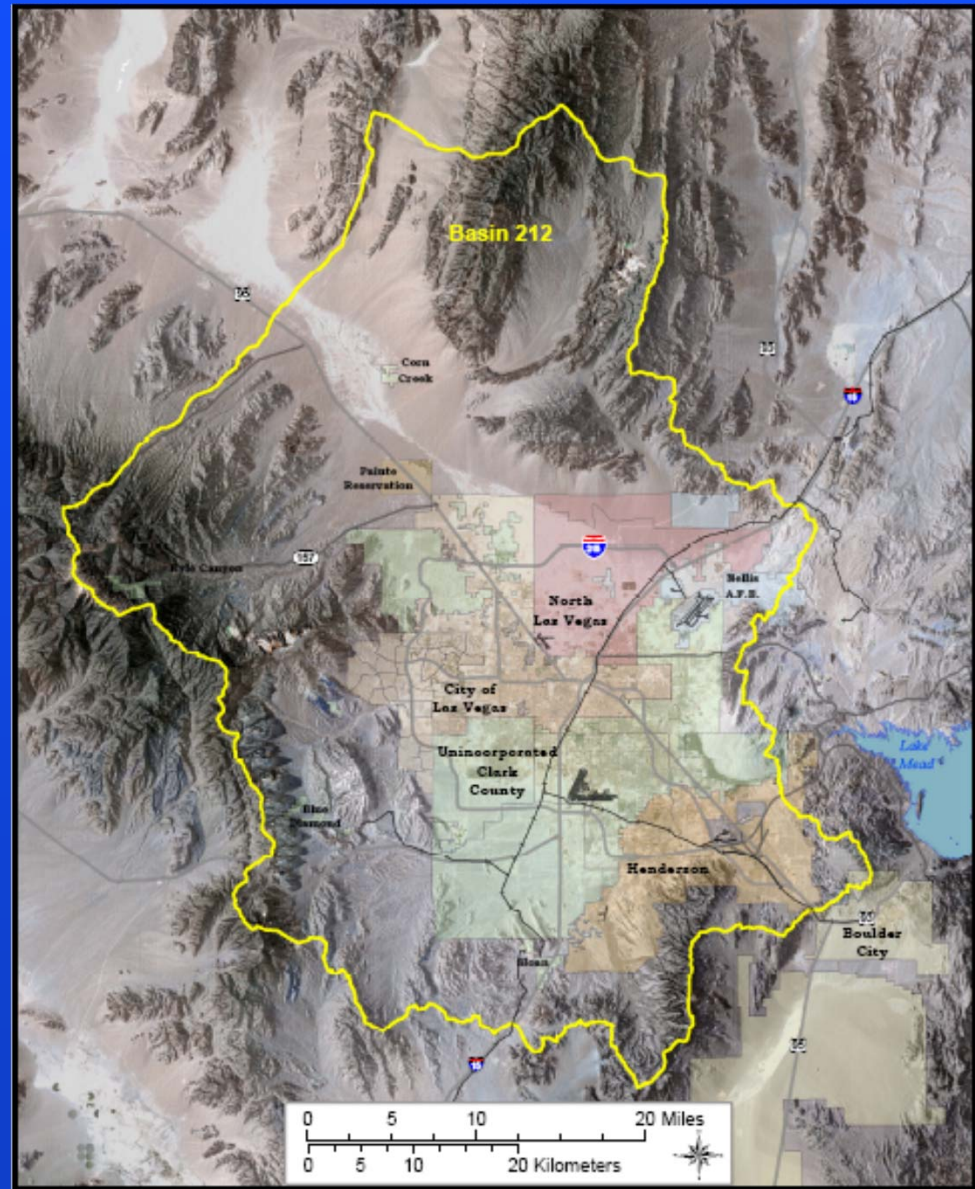 Basin 212
95
Corn
Creek
93
15
Paiute
Reservation
157
Kyle Canyon
Nellis
A.F.B.
North
Las Vegas
City of
Las Vegas
Unincorporated
Clark
County
Lake
Mead
Blue
Diamond
Henderson
Boulder
City
Sloan
95
15
0 5 10 20 Miles
0 5 10 20 Kilometers